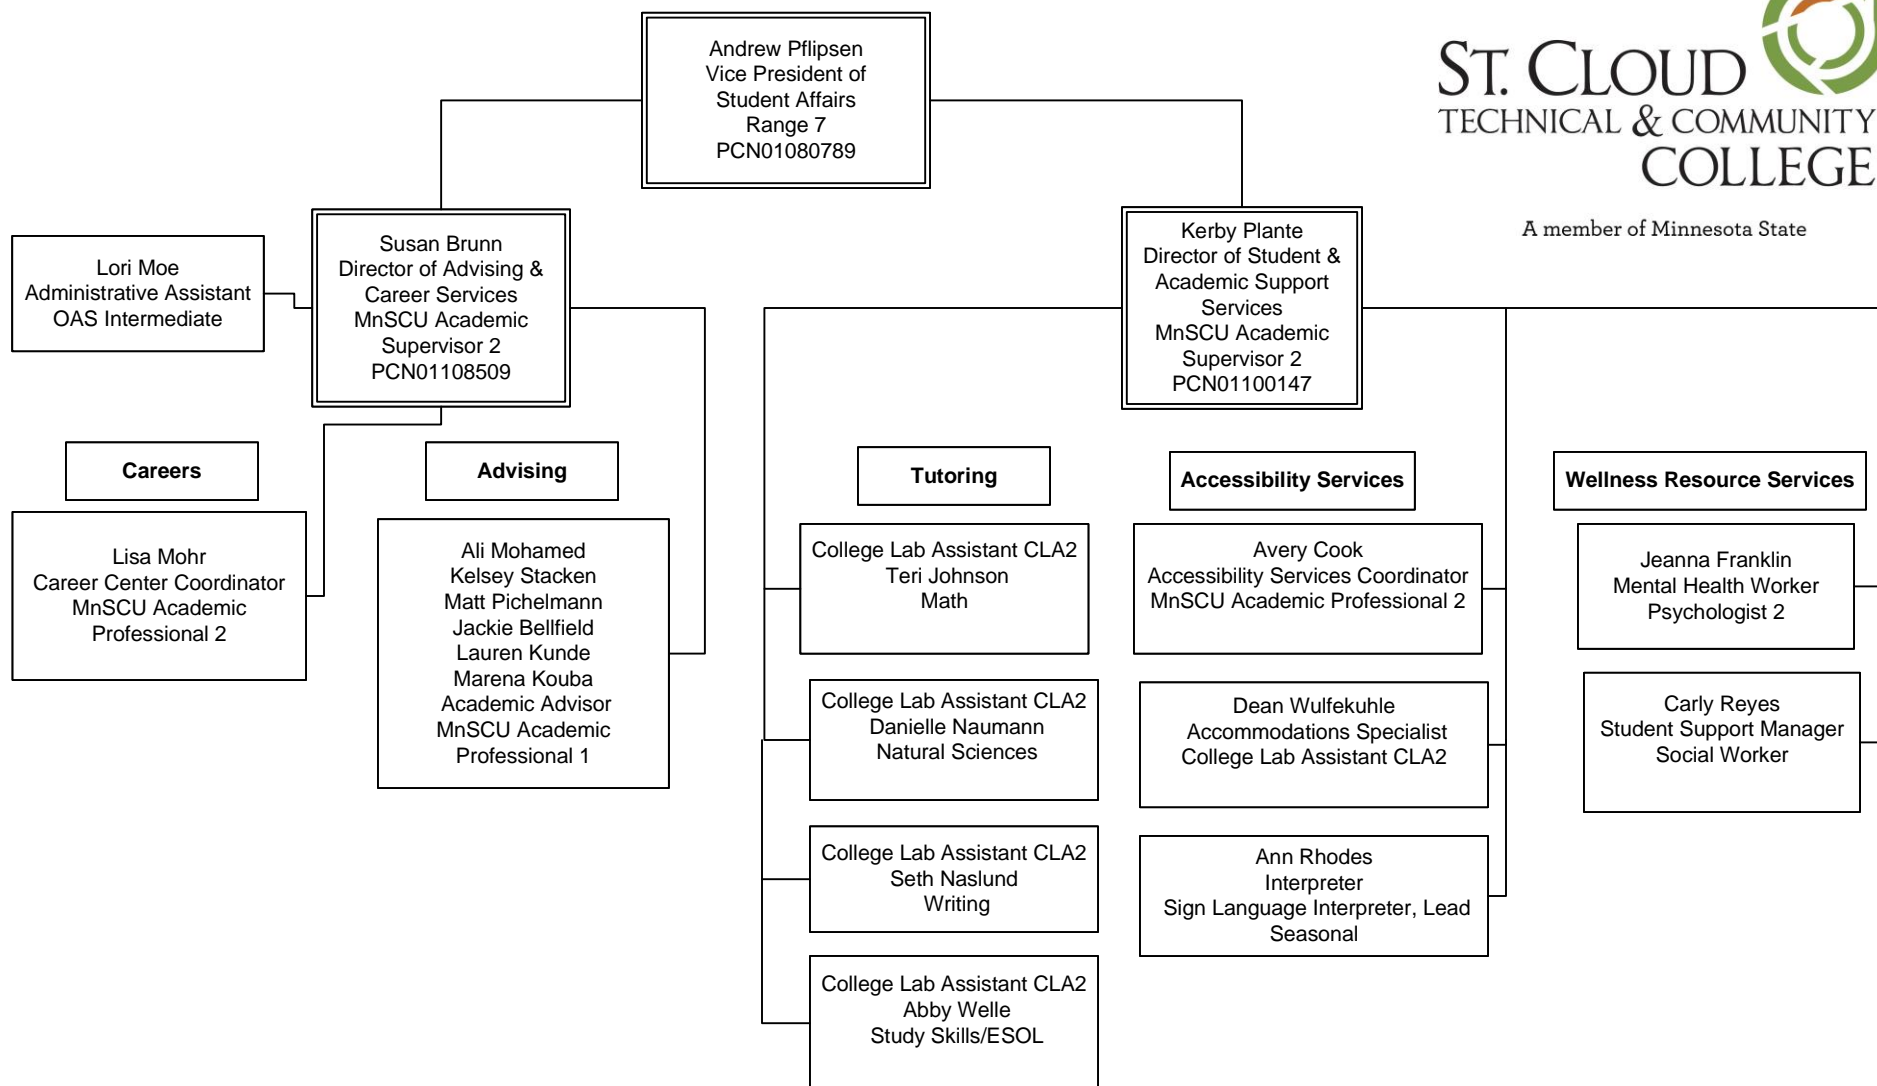 Andrew Pflipsen
Vice President of
Student Affairs
Range 7
PCN01080789
ST. CLOUD
TECHNICAL & COMMUNITY
COLLEGE
A member of Minnesota State
Lori Moe
Administrative Assistant
OAS Intermediate
Susan Brunn
Director of Advising &
Career Services
MnSCU Academic
Supervisor 2
PCN01108509
Kerby Plante
Director of Student &
Academic Support
Services
MnSCU Academic
Supervisor 2
PCN01100147
Careers
Lisa Mohr
Career Center Coordinator
MnSCU Academic
Professional 2
Advising
Ali Mohamed
Kelsey Stacken
Matt Pichelmann
Jackie Bellfield
Lauren Kunde
Marena Kouba
Academic Advisor
MnSCU Academic
Professional 1
Tutoring
College Lab Assistant CLA2
Teri Johnson
Math
College Lab Assistant CLA2
Danielle Naumann
Natural Sciences
College Lab Assistant CLA2
Seth Naslund
Writing
College Lab Assistant CLA2
Abby Welle
Study Skills/ESOL
Accessibility Services
Avery Cook
Accessibility Services Coordinator
MnSCU Academic Professional 2
Dean Wulfekuhle
Accommodations Specialist
College Lab Assistant CLA2
Ann Rhodes
Interpreter
Sign Language Interpreter, Lead
Seasonal
Wellness Resource Services
Jeanna Franklin
Mental Health Worker
Psychologist 2
Carly Reyes
Student Support Manager
Social Worker